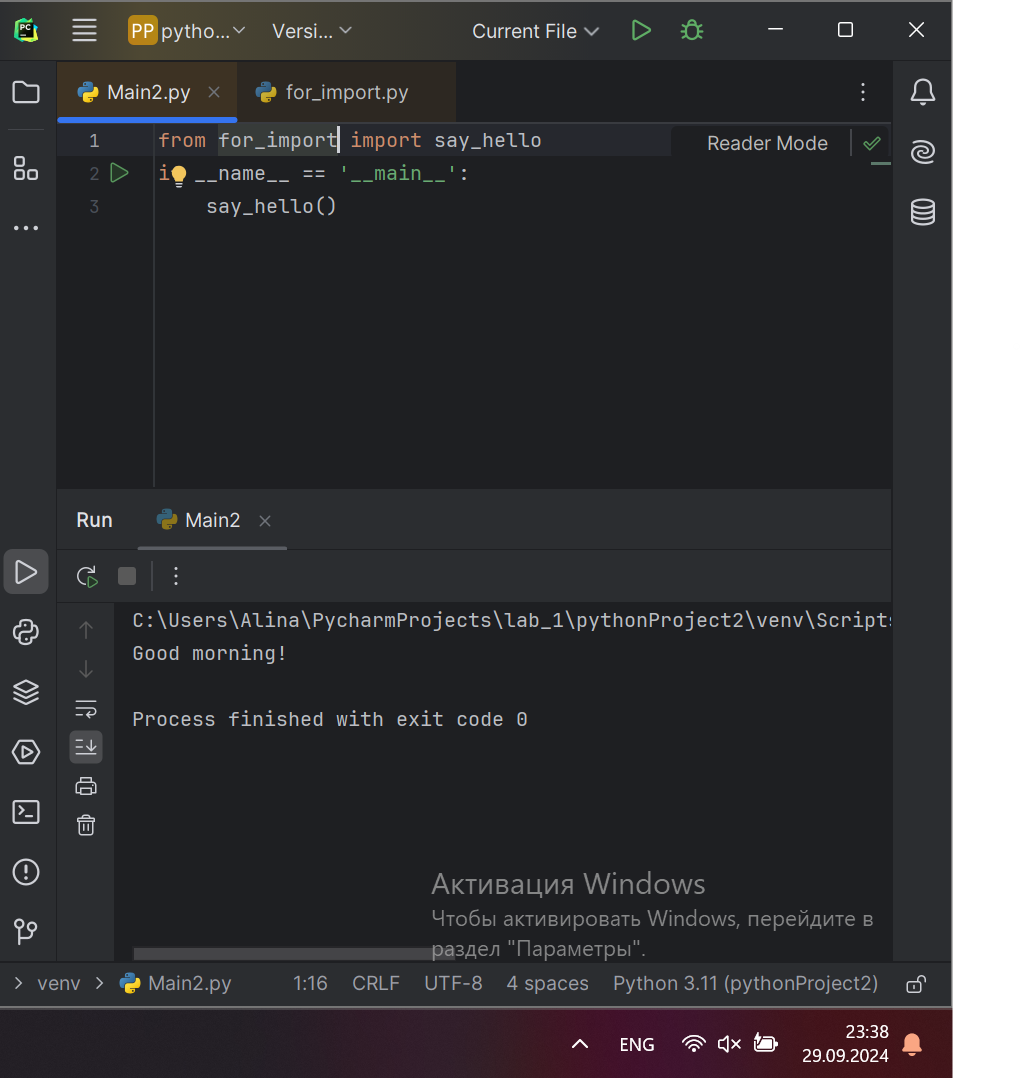 PC
PP pytho... Versi... Current File
Main2.py for_import.py
1 from for_import import say_hello Reader Mode
2 i __name__ == '__main__':
3 say_hello()
Run Main2
C:\Users\Alina\PycharmProjects\lab_1\pythonProject2\venv\Scripts
Good morning!
Process finished with exit code 0
Активация Windows
Чтобы активировать Windows, перейдите в
раздел "Параметры".
venv Main2.py 1:16 CRLF UTF-8 4 spaces Python 3.11 (pythonProject2)
ENG 23:38
29.09.2024